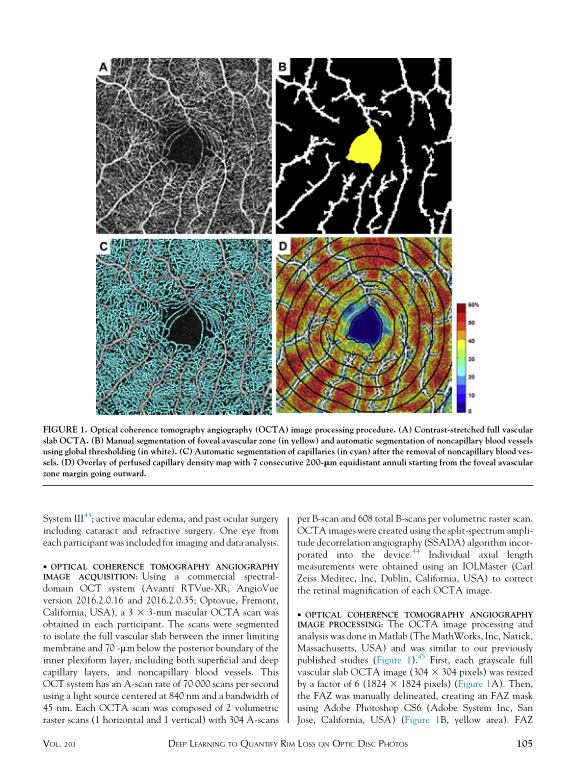 A
B
C
D
60%
50
40
30
20
10
0
FIGURE 1. Optical coherence tomography angiography (OCTA) image processing procedure. (A) Contrast-stretched full vascular
slab OCTA. (B) Manual segmentation of foveal avascular zone (in yellow) and automatic segmentation of noncapillary blood vessels
using global thresholding (in white). (C) Automatic segmentation of capillaries (in cyan) after the removal of noncapillary blood ves-
sels. (D) Overlay of perfused capillary density map with 7 consecutive 200-μm equidistant annuli starting from the foveal avascular
zone margin going outward.
System III43; active macular edema, and past ocular surgery
including cataract and refractive surgery. One eye from
each participant was included for imaging and data analysis.
• OPTICAL COHERENCE TOMOGRAPHY ANGIOGRAPHY
IMAGE ACQUISITION: Using a commercial spectral-
domain OCT system (Avanti RTVue-XR; AngioVue
version 2016.2.0.16 and 2016.2.0.35; Optovue, Fremont,
California, USA), a 3 × 3-mm macular OCTA scan was
obtained in each participant. The scans were segmented
to isolate the full vascular slab between the inner limiting
membrane and 70 -μm below the posterior boundary of the
inner plexiform layer, including both superficial and deep
capillary layers, and noncapillary blood vessels. This
OCT system has an A-scan rate of 70 000 scans per second
using a light source centered at 840 nm and a bandwidth of
45 nm. Each OCTA scan was composed of 2 volumetric
raster scans (1 horizontal and 1 vertical) with 304 A-scans
per B-scan and 608 total B-scans per volumetric raster scan.
OCTA images were created using the split-spectrum ampli-
tude decorrelation angiography (SSADA) algorithm incor-
porated into the device.44 Individual axial length
measurements were obtained using an IOLMaster (Carl
Zeiss Meditec, Inc, Dublin, California, USA) to correct
the retinal magnification of each OCTA image.
• OPTICAL COHERENCE TOMOGRAPHY ANGIOGRAPHY
IMAGE PROCESSING: The OCTA image processing and
analysis was done in Matlab (The MathWorks, Inc, Natick,
Massachusetts, USA) and was similar to our previously
published studies (Figure 1).45 First, each grayscale full
vascular slab OCTA image (304 × 304 pixels) was resized
by a factor of 6 (1824 × 1824 pixels) (Figure 1A). Then,
the FAZ was manually delineated, creating an FAZ mask
using Adobe Photoshop CS6 (Adobe System Inc, San
Jose, California, USA) (Figure 1B, yellow area). FAZ
VOL. 203
DEEP LEARNING TO QUANTIFY RIM LOSS ON OPTIC DISC PHOTOS
105